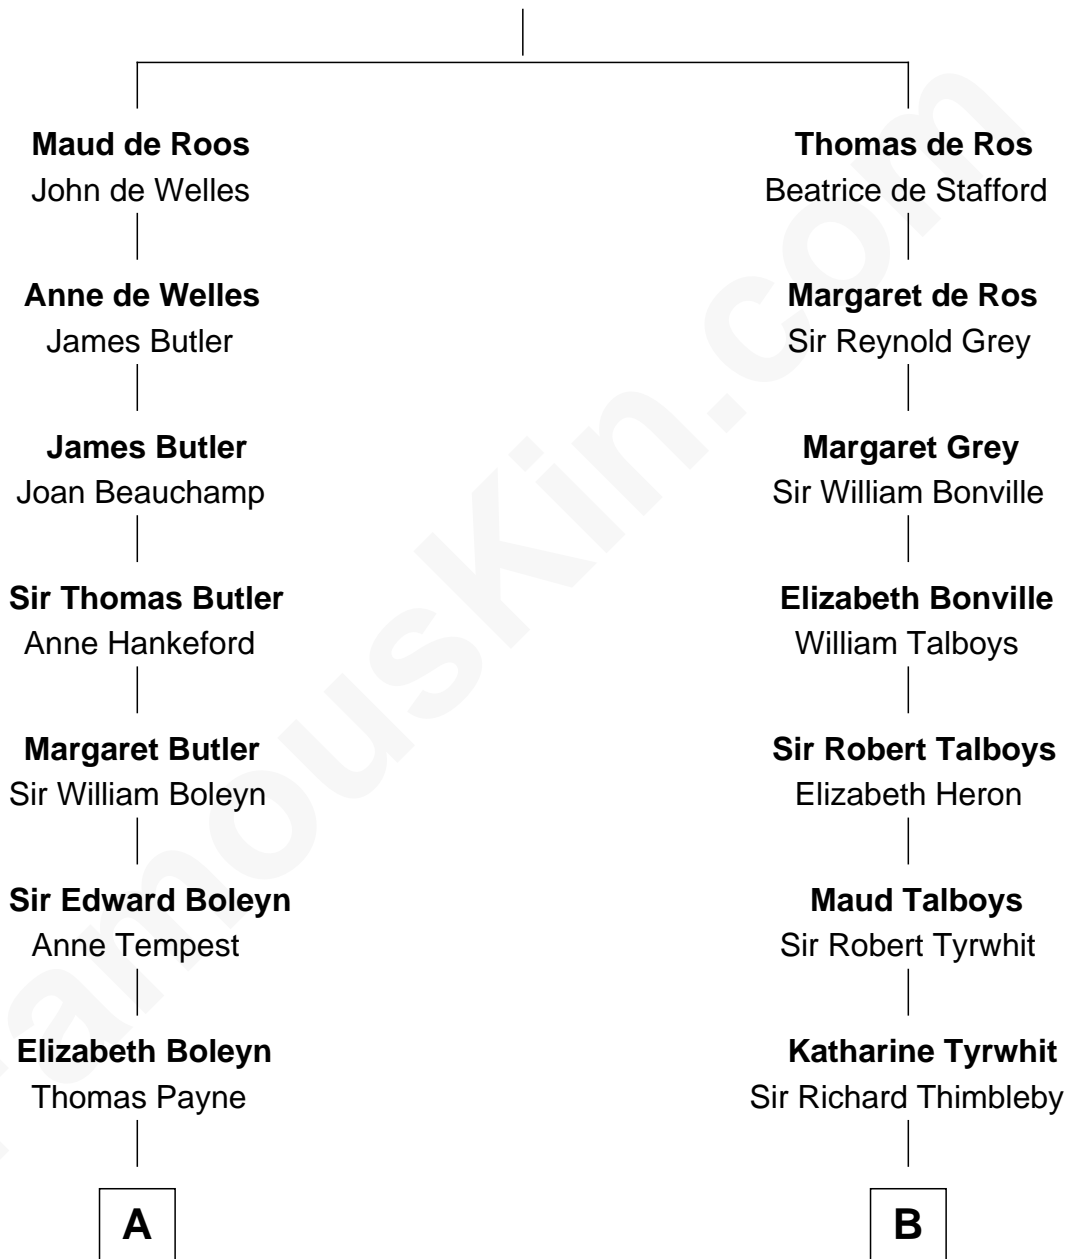 Maud de Roos
John de Welles
Thomas de Ros
Beatrice de Stafford
Anne de Welles
James Butler
Margaret de Ros
Sir Reynold Grey
James Butler
Joan Beauchamp
Margaret Grey
Sir William Bonville
Sir Thomas Butler
Anne Hankeford
Elizabeth Bonville
William Talboys
Margaret Butler
Sir William Boleyn
Sir Robert Talboys
Elizabeth Heron
Sir Edward Boleyn
Anne Tempest
Maud Talboys
Sir Robert Tyrwhit
Elizabeth Boleyn
Thomas Payne
Katharine Tyrwhit
Sir Richard Thimbleby
A
B
FamousKin.com